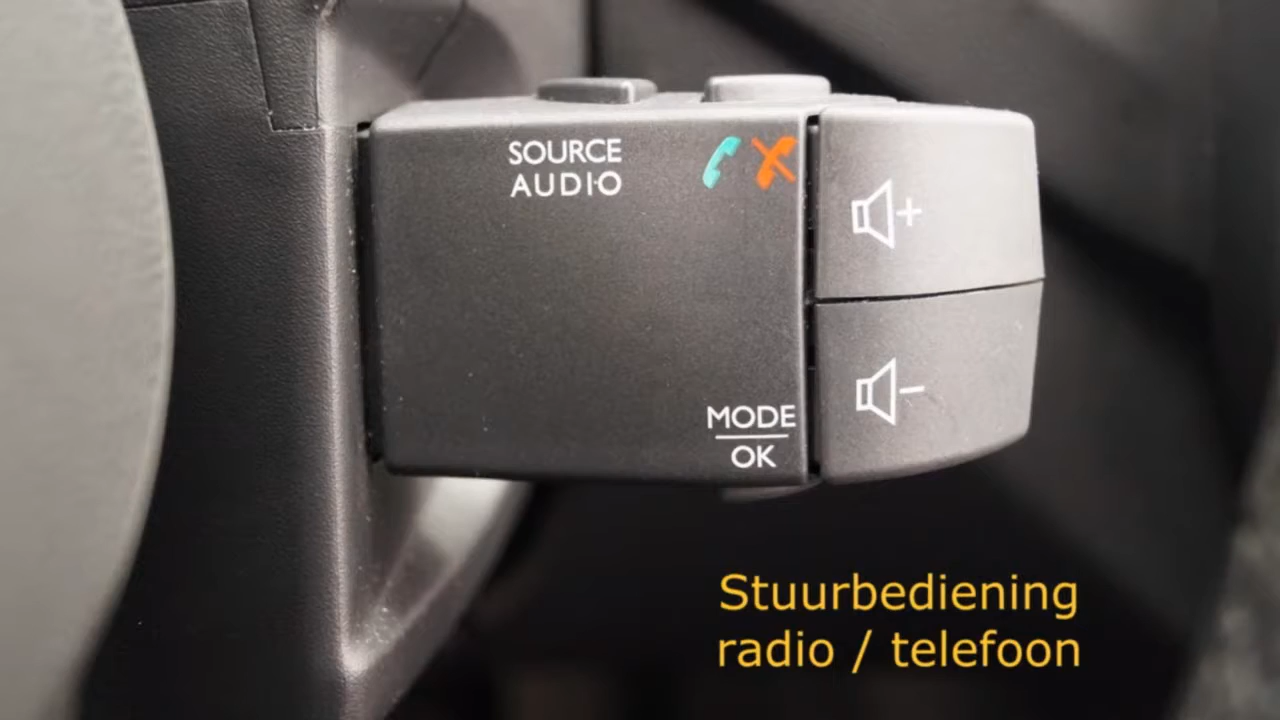 SOURCE
AUDIO
MODE
OK
Stuurbediening
radio / telefoon